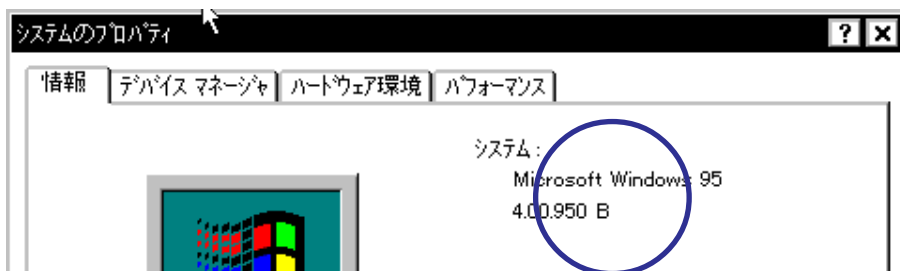 システムのプロパティ
情報 デバイス マネージャ ハードウェア環境 パフォーマンス
システム:
Microsoft Windows 95
4.00.950 B